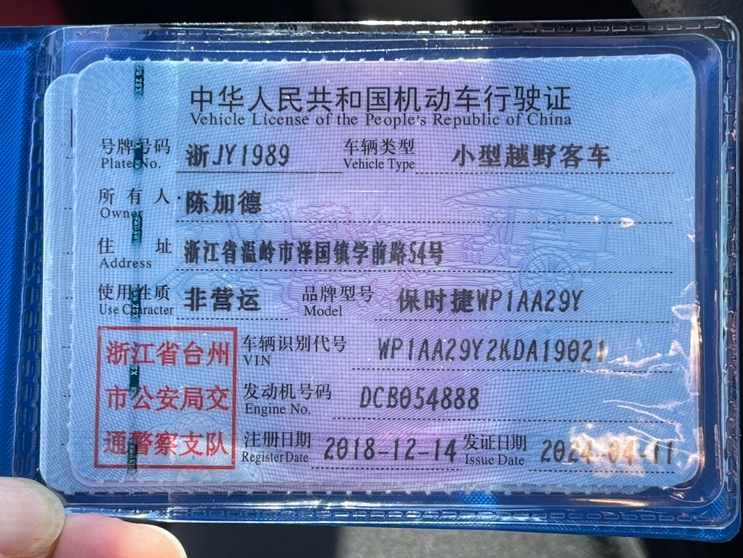 中华人民共和国机动车行驶证
Vehicle License of the People's Republic of China
号牌号码 浙JY1989 车辆类型 小型越野客车
Plate No. Vehicle Type
所有人 陈加德
Owner
住址 浙江省温岭市泽国镇学前路54号
Address
使用性质 非营运 品牌型号 保时捷WP1AA29Y
Use Character Model
浙江省台州 车辆识别代号 WP1AA29Y2KDA19021
VIN
市公安局交 发动机号码 DCB054888
Engine No.
通警察支队 注册日期 2018-12-14 发证日期 2024-04-11
Register Date Issue Date